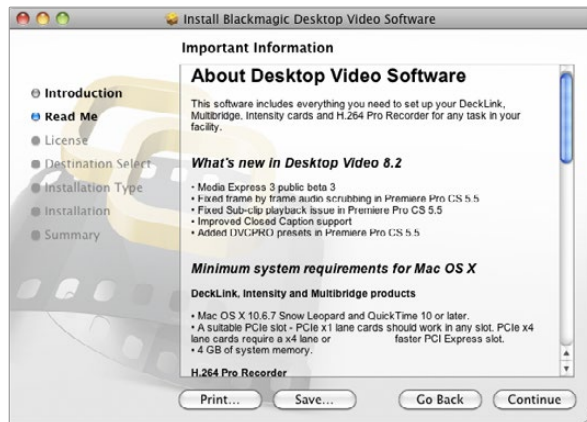 Install Blackmagic Desktop Video Software
Important Information
Introduction
Read Me
License
Destination Select
Installation Type
Installation
Summary
About Desktop Video Software
This software includes everything you need to set up your DeckLink,
Multibridge, Intensity cards and H.264 Pro Recorder for any task in your
facility.
What's new in Desktop Video 8.2
• Media Express 3 public beta 3
• Fixed frame by frame audio scrubbing in Premiere Pro CS 5.5
• Fixed Sub-clip playback issue in Premiere Pro CS 5.5
• Improved Closed Caption support
• Added DVCPRO presets in Premiere Pro CS 5.5
Minimum system requirements for Mac OS X
DeckLink, Intensity and Multibridge products
• Mac OS X 10.6.7 Snow Leopard and QuickTime 10 or later.
• A suitable PCIe slot - PCIe x1 lane cards should work in any slot. PCIe x4
lane cards require a x4 lane or faster PCI Express slot.
• 4 GB of system memory.
H.264 Pro Recorder
Print...
Save...
Go Back
Continue